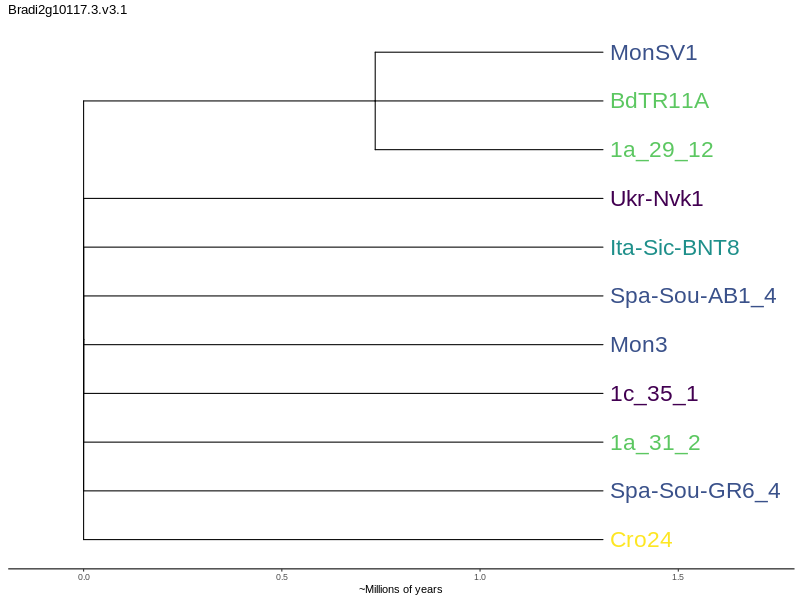 Bradi2g10117.3.v3.1
MonSV1
BdTR11A
1a_29_12
Ukr-Nvk1
Ita-Sic-BNT8
Spa-Sou-AB1_4
Mon3
1c_35_1
1a_31_2
Spa-Sou-GR6_4
Cro24
0.0 0.5 1.0 1.5
~Millions of years